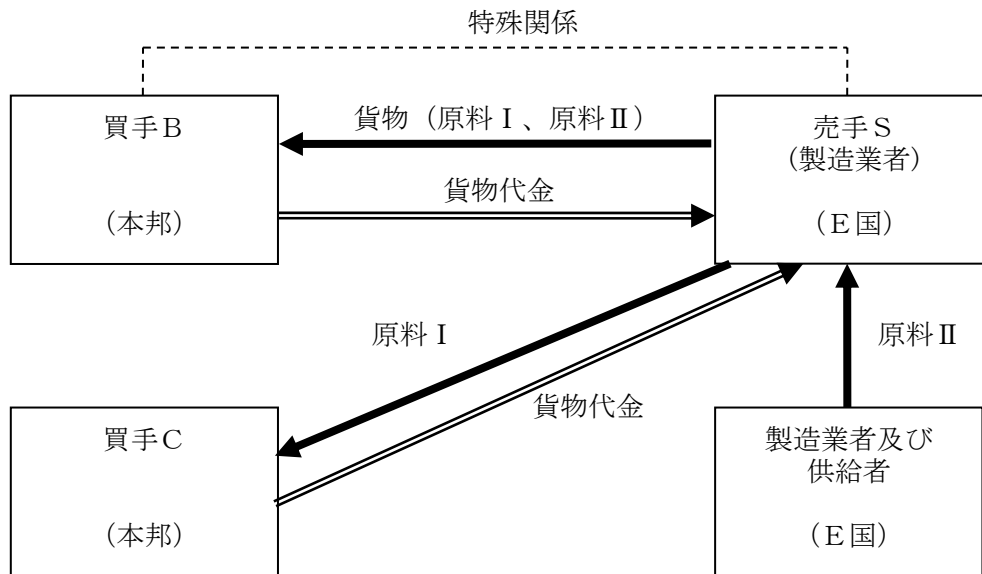 特殊関係
買手B
(本邦)
貨物(原料Ⅰ、原料Ⅱ)
貨物代金
売手S
(製造業者)
(E国)
原料Ⅰ
貨物代金
原料Ⅱ
買手C
(本邦)
製造業者及び
供給者
(E国)